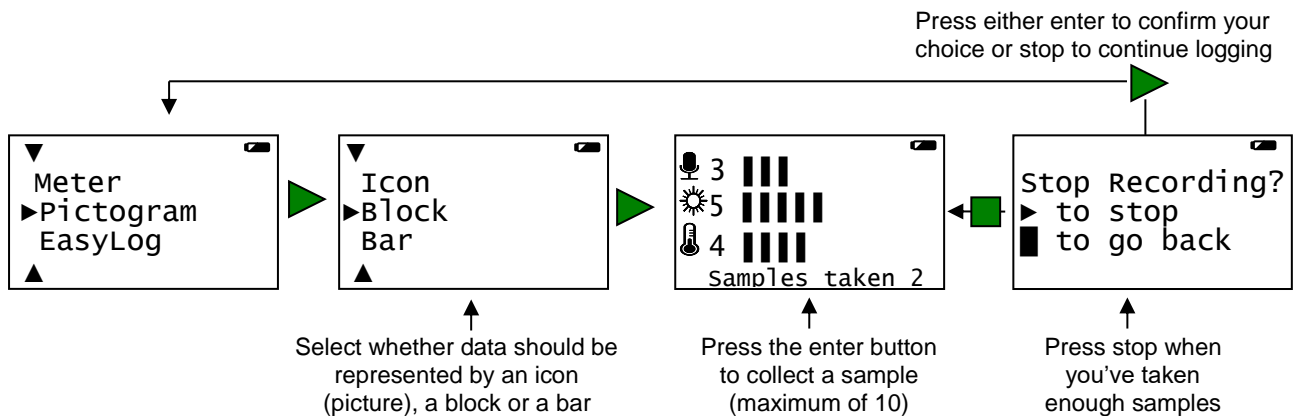 Press either enter to confirm your
choice or stop to continue logging
Meter
Pictogram
EasyLog
Icon
Block
Bar
3
5
4
Samples taken 2
Stop Recording?
to stop
to go back
Select whether data should be
represented by an icon
(picture), a block or a bar
Press the enter button
to collect a sample
(maximum of 10)
Press stop when
you've taken
enough samples